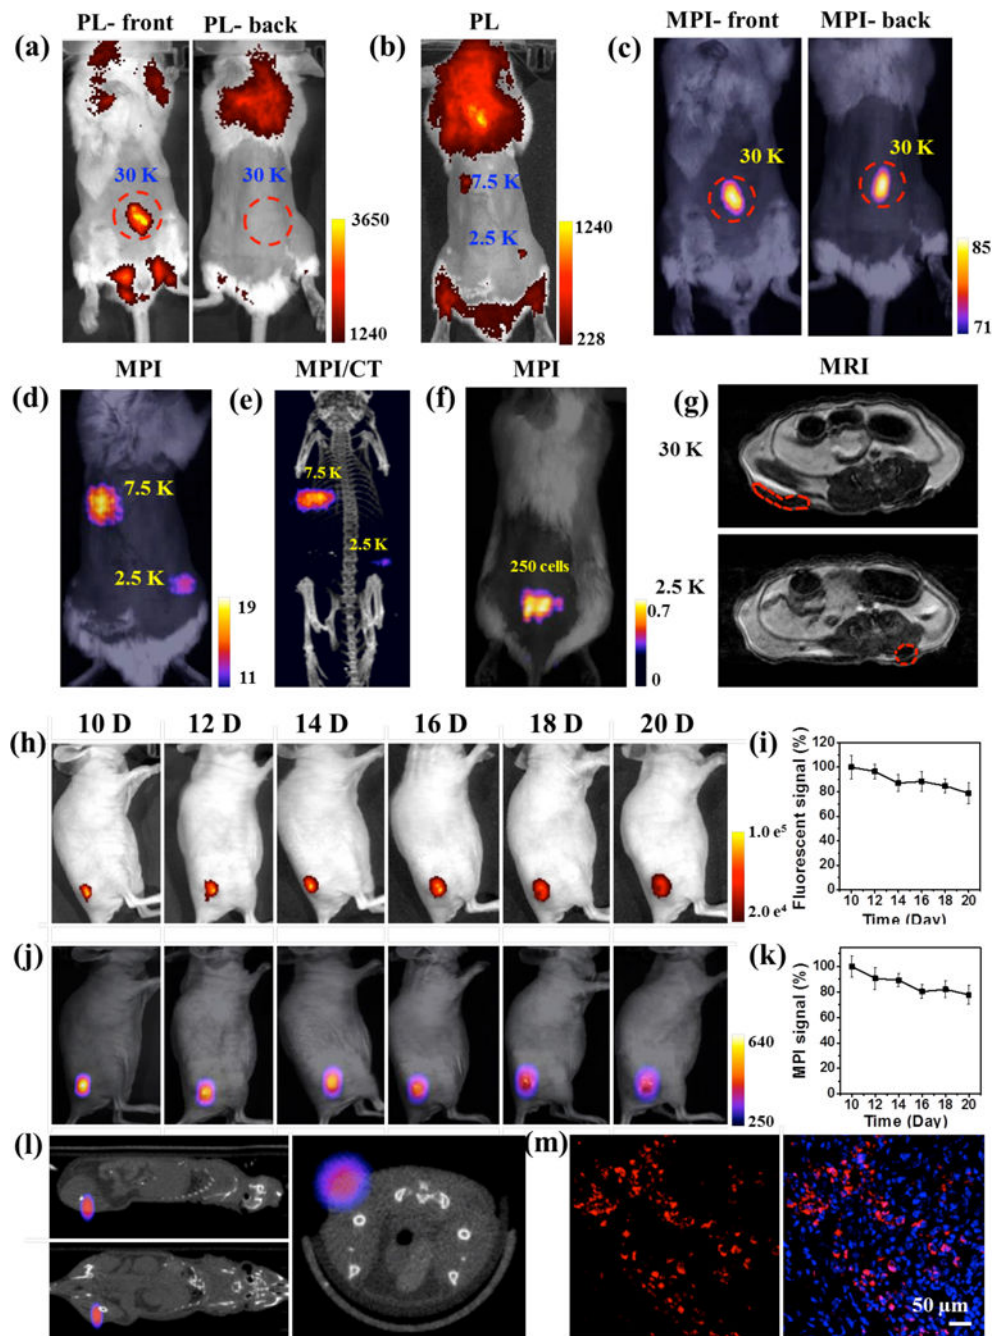 (a) PL- front PL- back
30 K 30 K
3650
1240
(b) PL
7.5 K
2.5 K
1240
228
(c) MPI- front MPI- back
30 K 30 K
85
71
(d) MPI
7.5 K
2.5 K
19
11
(e) MPI/CT
7.5 K
2.5 K
(f) MPI
250 cells
0.7
0
(g) MRI
30 K
2.5 K
10 D 12 D 14 D 16 D 18 D 20 D
(h)
1.0 e⁵
2.0 e⁴
(i)
Fluorescent signal (%)
120
100
80
60
40
20
0
10 12 14 16 18 20
Time (Day)
(j)
640
250
(k)
MPI signal (%)
100
80
60
40
20
0
10 12 14 16 18 20
Time (Day)
(l)
(m)
50 μm